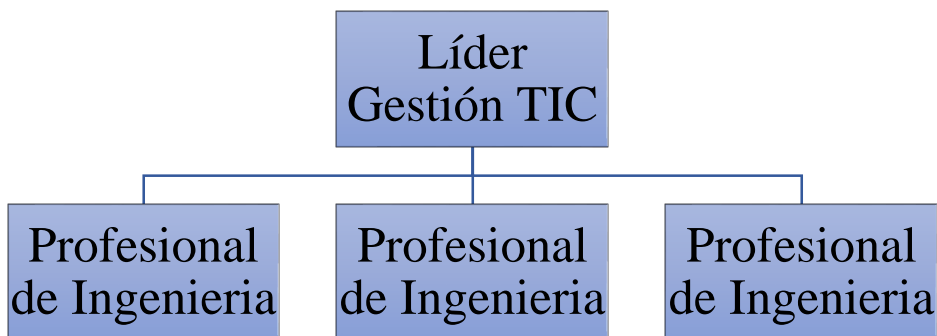 Líder
Gestión TIC
Profesional
de Ingenieria
Profesional
de Ingenieria
Profesional
de Ingenieria